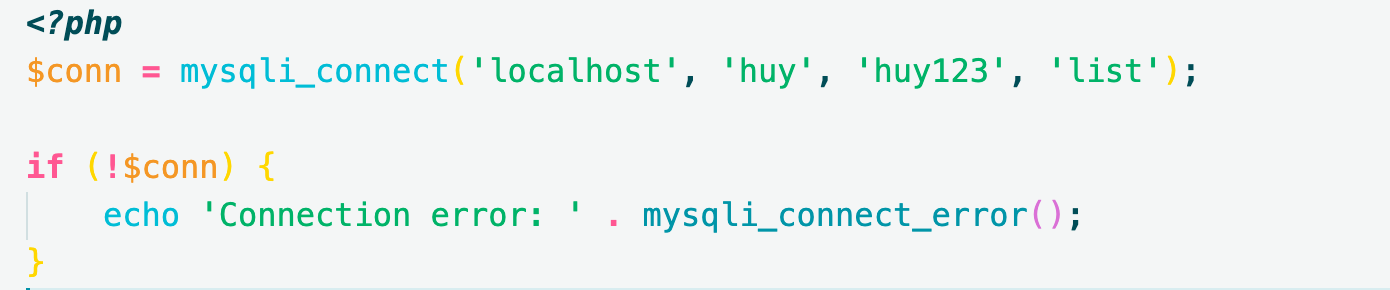 <?php
$conn = mysqli_connect('localhost', 'huy', 'huy123', 'list');
if (!$conn) {
    echo 'Connection error: ' . mysqli_connect_error();
}